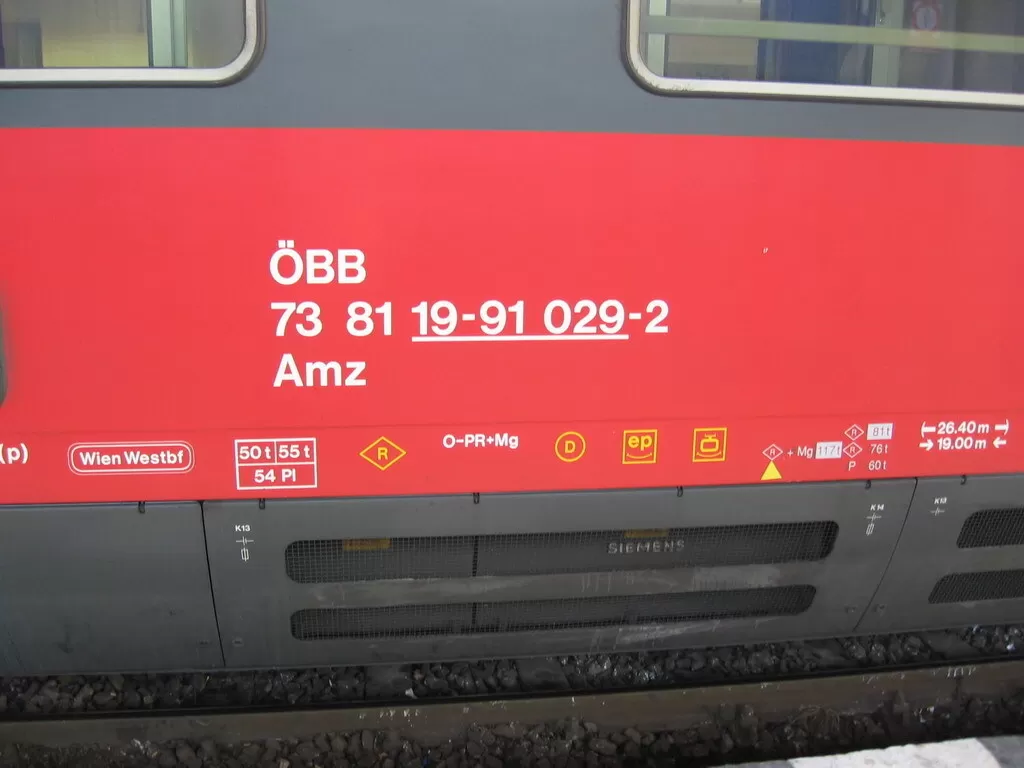 ÖBB
73 81 19-91 029-2
Amz
(p)
Wien Westbf
50 t 55 t
54 Pl
R
O-PR+Mg
D
ep
R + Mg 117t
R 81t
R 76t
P 60t
26.40 m
19.00 m
K13
SIEMENS
K14
K13